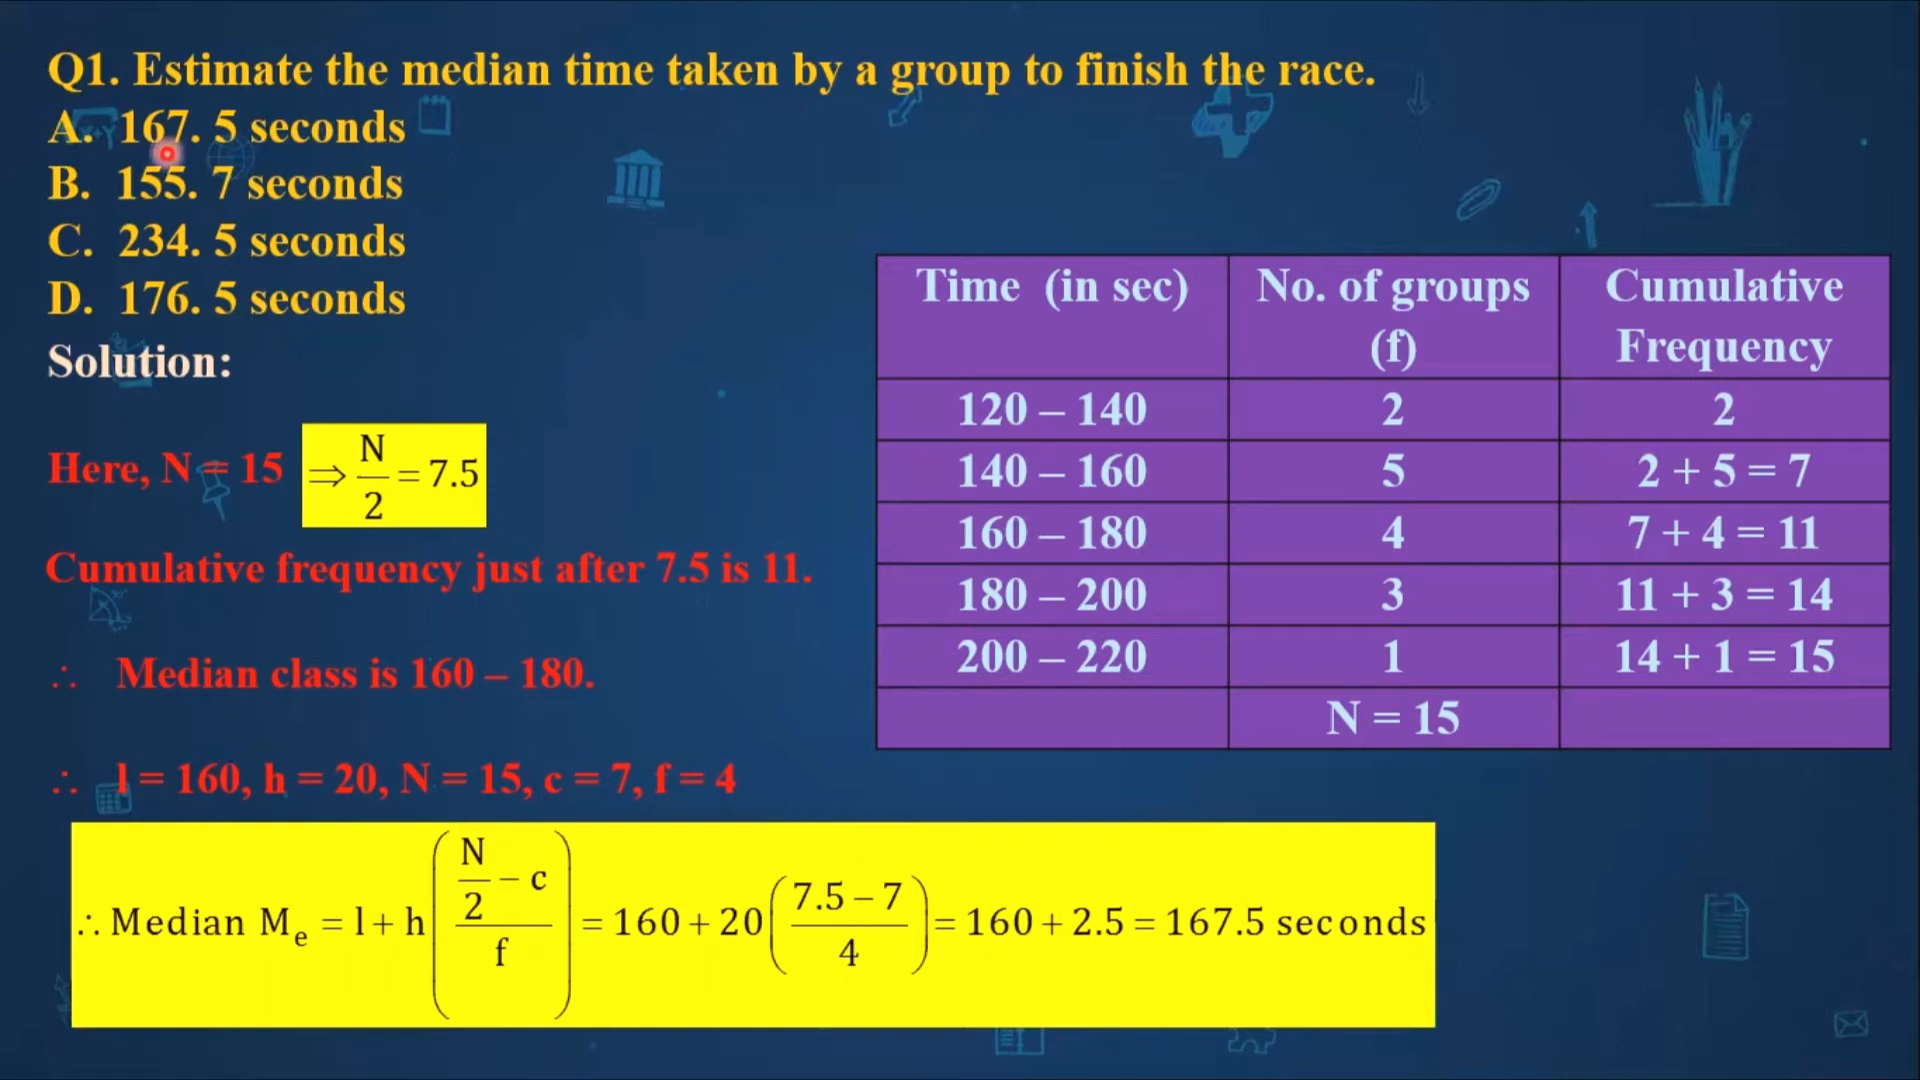 Q1. Estimate the median time taken by a group to finish the race.
A. 167. 5 seconds
B. 155. 7 seconds
C. 234. 5 seconds
D. 176. 5 seconds
Solution:
Here, N = 15 ⇒ N/2 = 7.5
Cumulative frequency just after 7.5 is 11.
∴ Median class is 160 – 180.
∴ l = 160, h = 20, N = 15, c = 7, f = 4
∴ Median Me = l + h ((N/2 − c)/f) = 160 + 20 ((7.5 − 7)/4) = 160 + 2.5 = 167.5 seconds
Time (in sec) No. of groups (f) Cumulative Frequency
120 – 140 2 2
140 – 160 5 2 + 5 = 7
160 – 180 4 7 + 4 = 11
180 – 200 3 11 + 3 = 14
200 – 220 1 14 + 1 = 15
N = 15